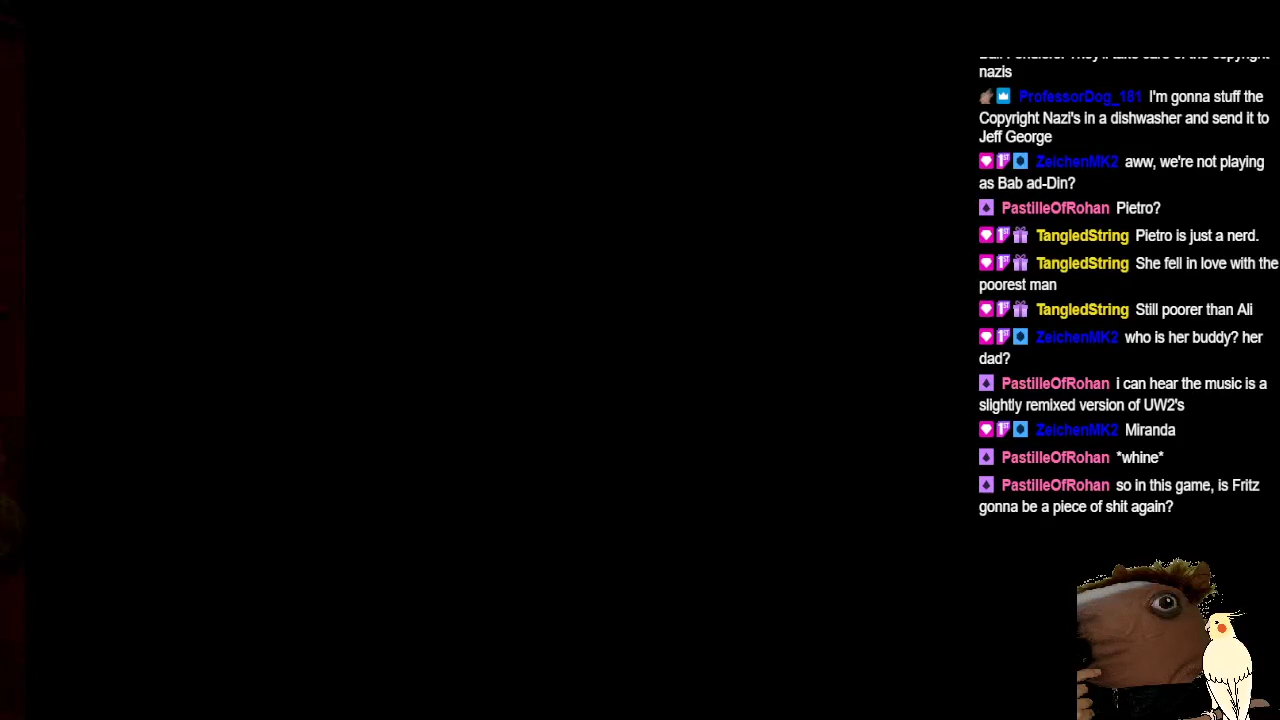 nazis
ProfessorDog_181 I'm gonna stuff the
Copyright Nazi's in a dishwasher and send it to
Jeff George
ZeichenMK2 aww, we're not playing
as Bab ad-Din?
PastilleOfRohan Pietro?
TangledString Pietro is just a nerd.
TangledString She fell in love with the
poorest man
TangledString Still poorer than Ali
ZeichenMK2 who is her buddy? her
dad?
PastilleOfRohan i can hear the music is a
slightly remixed version of UW2's
ZeichenMK2 Miranda
PastilleOfRohan *whine*
PastilleOfRohan so in this game, is Fritz
gonna be a piece of shit again?